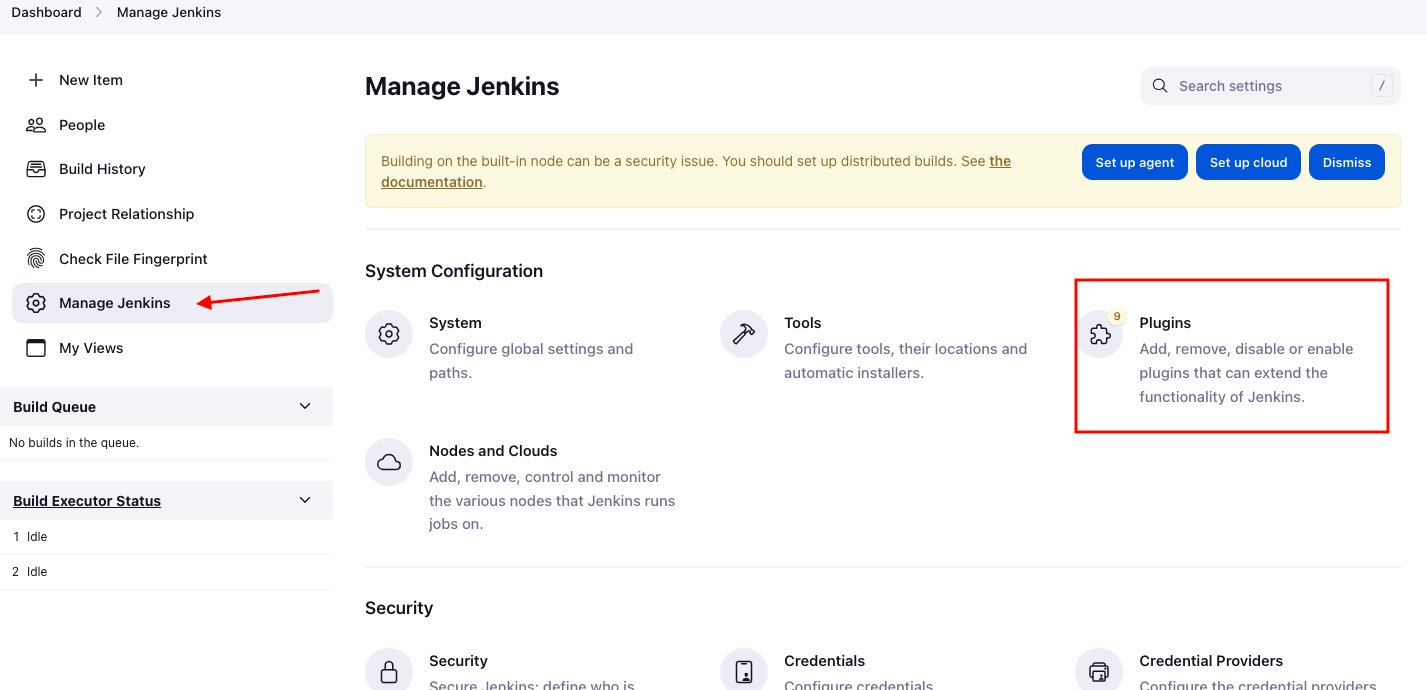 Dashboard > Manage Jenkins
New Item
People
Build History
Project Relationship
Check File Fingerprint
Manage Jenkins
My Views
Build Queue
No builds in the queue.
Build Executor Status
1 Idle
2 Idle
Manage Jenkins
Search settings /
Building on the built-in node can be a security issue. You should set up distributed builds. See the
documentation.
Set up agent Set up cloud Dismiss
System Configuration
System
Configure global settings and
paths.
Tools
Configure tools, their locations and
automatic installers.
9
Plugins
Add, remove, disable or enable
plugins that can extend the
functionality of Jenkins.
Nodes and Clouds
Add, remove, control and monitor
the various nodes that Jenkins runs
jobs on.
Security
Security
Secure Jenkins; define who is
Credentials
Configure credentials
Credential Providers
Configure the credential providers